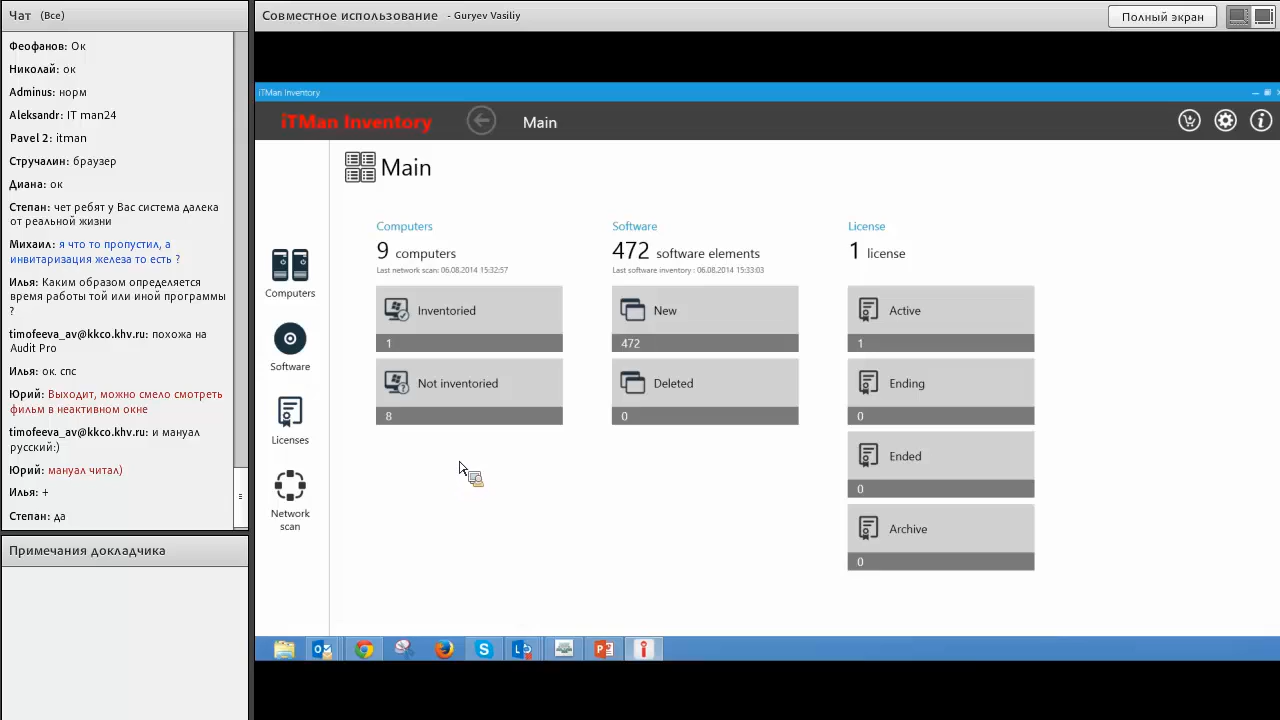 Чат (Все)
Феофанов: Ок
Николай: ок
Adminus: норм
Aleksandr: IT man24
Pavel 2: itman
Стручалин: браузер
Диана: ок
Степан: чет ребят у Вас система далека
от реальной жизни
Михаил: я что то пропустил, а
инвитаризация железа то есть ?
Илья: Каким образом определяется
время работы той или иной программы
?
timofeeva_av@kkco.khv.ru: похожа на
Audit Pro
Илья: ок. спс
Юрий: Выходит, можно смело смотреть
фильм в неактивном окне
timofeeva_av@kkco.khv.ru: и мануал
русский:)
Юрий: мануал читал)
Илья: +
Степан: да
Примечания докладчика
Совместное использование - Guryev Vasiliy
Полный экран
iTMan Inventory
iTMan Inventory
Main
Computers
Software
Licenses
Network
scan
Main
Computers
9 computers
Last network scan: 06.08.2014 15:32:57
Inventoried
1
Not inventoried
8
Software
472 software elements
Last software inventory : 06.08.2014 15:33:03
New
472
Deleted
0
License
1 license
Active
1
Ending
0
Ended
0
Archive
0